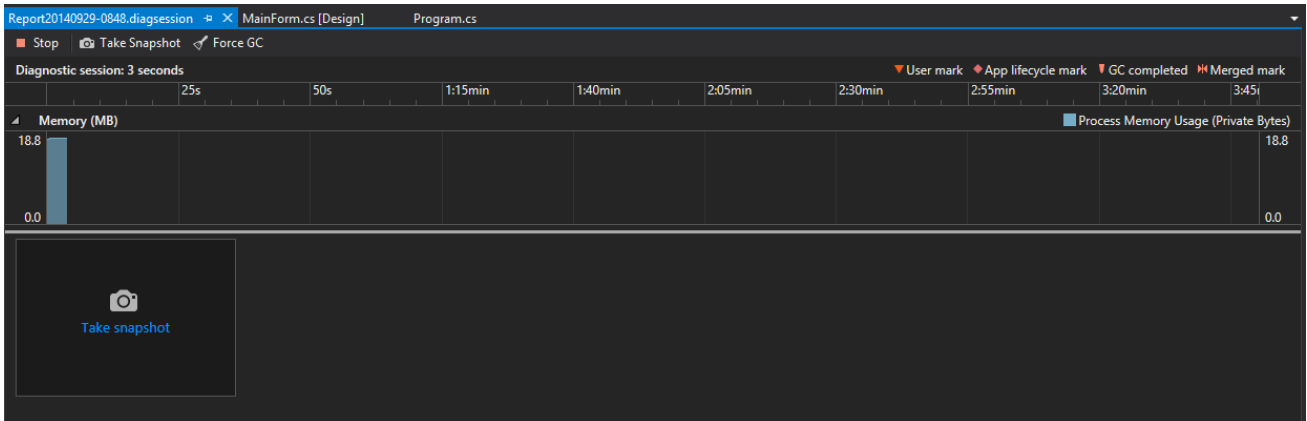 Report20140929-0848.diagsession MainForm.cs [Design] Program.cs
Stop Take Snapshot Force GC
Diagnostic session: 3 seconds User mark App lifecycle mark GC completed Merged mark
25s 50s 1:15min 1:40min 2:05min 2:30min 2:55min 3:20min
Memory (MB) Process Memory Usage (Private Bytes)
18.8 18.8
0.0 0.0
Take snapshot